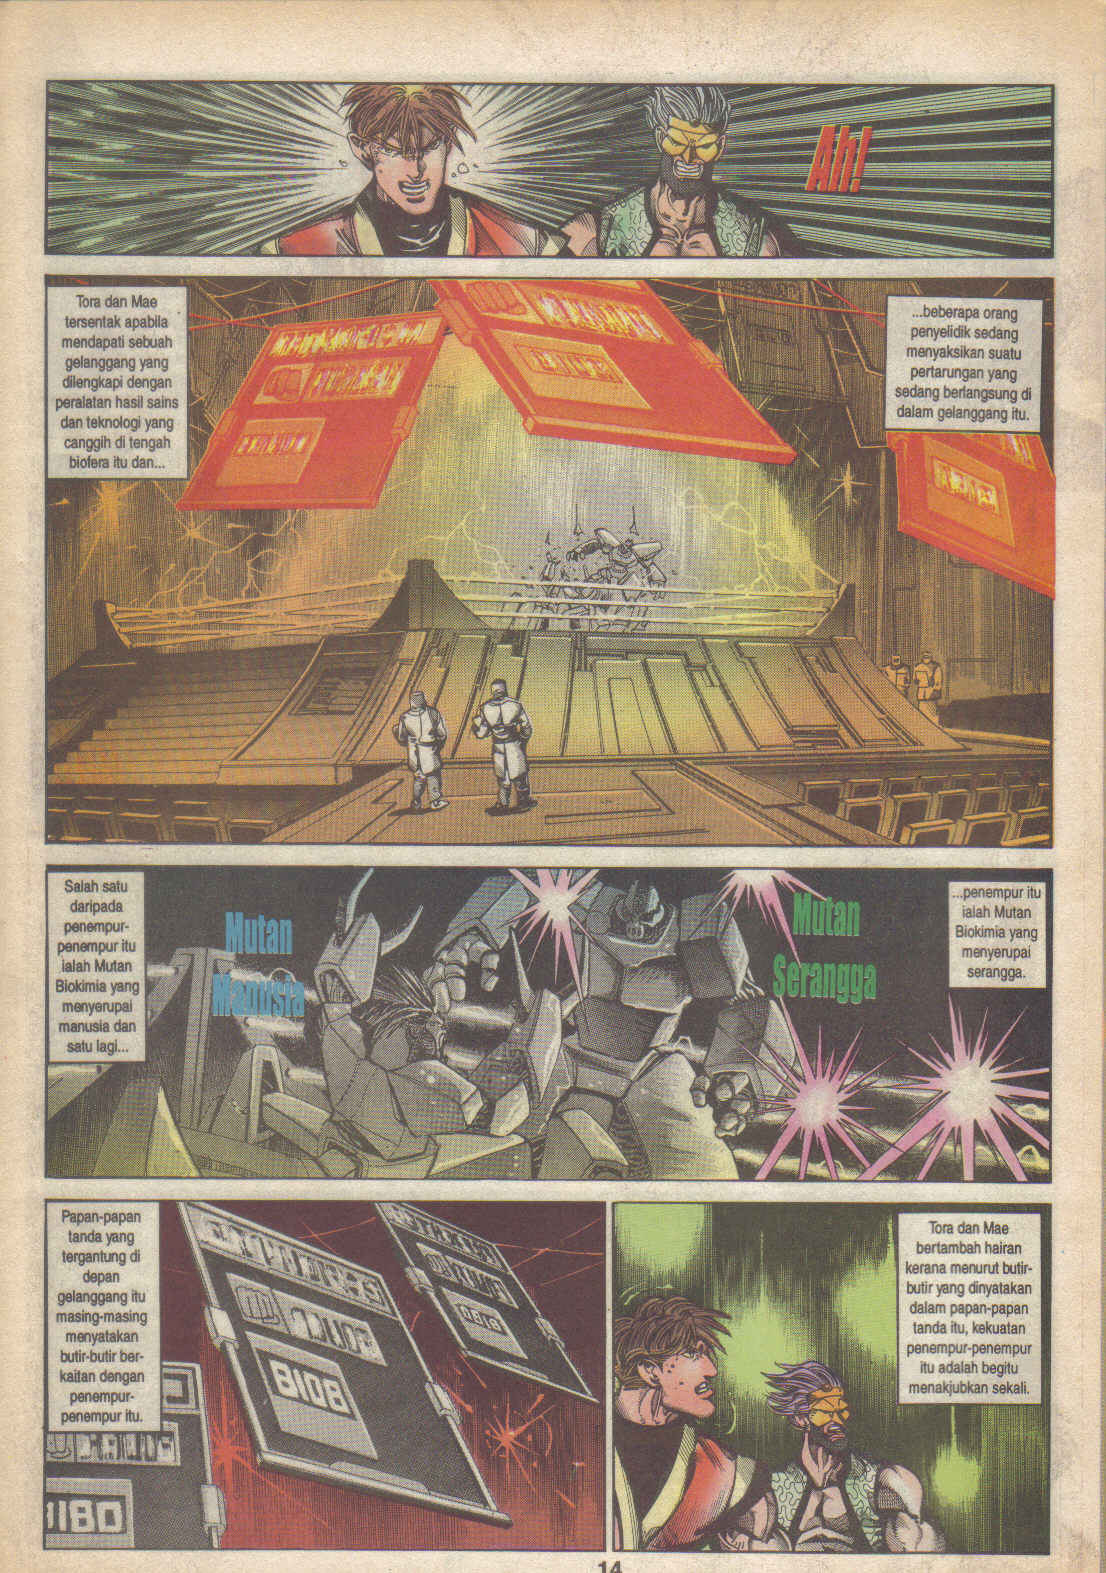 Ah!
Tora dan Mae
tersentak apabila
mendapati sebuah
gelanggang yang
dilengkapi dengan
peralatan hasil sains
dan teknologi yang
canggih di tengah
biofera itu dan...
...beberapa orang
penyelidik sedang
menyaksikan suatu
pertarungan yang
sedang berlangsung di
dalam gelanggang itu.
Salah satu
daripada
penempur-
penempur itu
ialah Mutan
Biokimia yang
menyerupai
manusia dan
satu lagi...
Mutan
Manusia
Mutan
Serangga
...penempur itu
ialah Mutan
Biokimia yang
menyerupai
serangga.
Papan-papan
tanda yang
tergantung di
depan
gelanggang itu
masing-masing
menyatakan
butir-butir ber-
kaitan dengan
penempur-
penempur itu.
8108
8180
Tora dan Mae
bertambah hairan
kerana menurut butir-
butir yang dinyatakan
dalam papan-papan
tanda itu, kekuatan
penempur-penempur
itu adalah begitu
menakjubkan sekali.
14